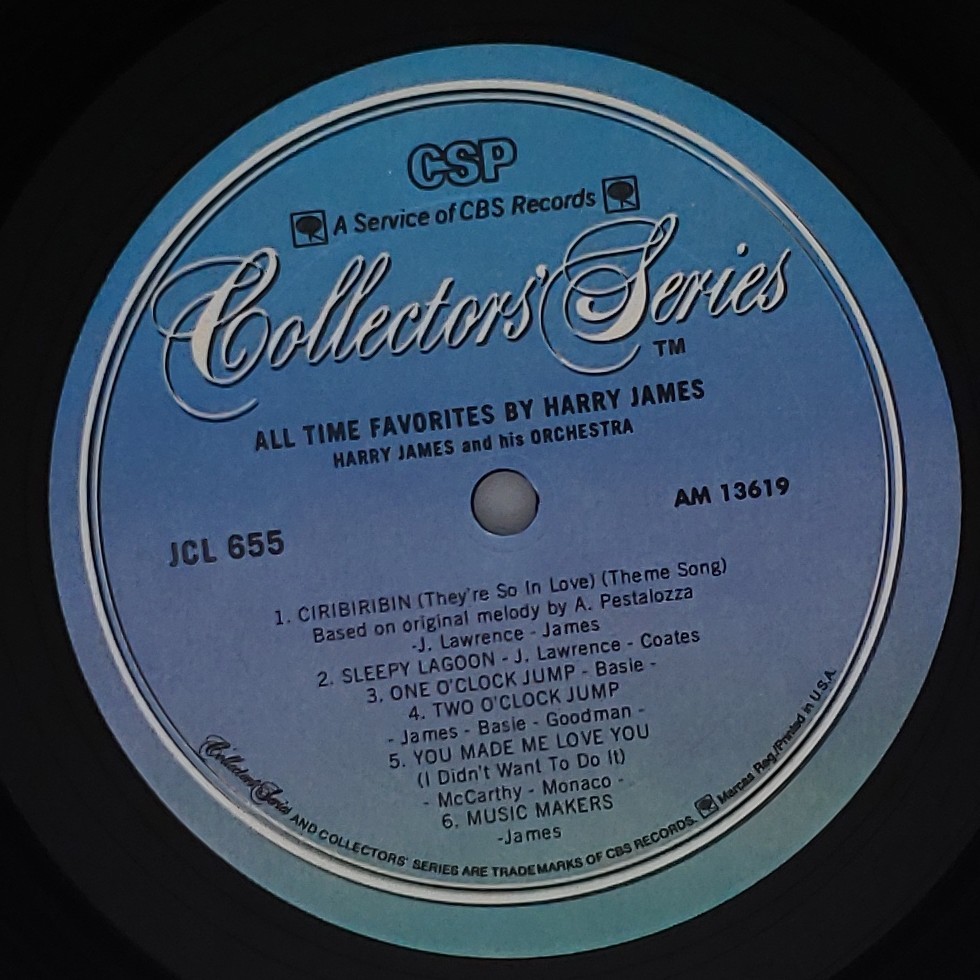 CSP
A Service of CBS Records
Collectors' Series
TM
ALL TIME FAVORITES BY HARRY JAMES
HARRY JAMES and his ORCHESTRA
AM 13619
JCL 655
1. CIRIBIRIBIN (They're So In Love) (Theme Song)
Based on original melody by A. Pestalozza
-J. Lawrence - James
2. SLEEPY LAGOON - J. Lawrence - Coates
3. ONE O'CLOCK JUMP - Basie -
4. TWO O'CLOCK JUMP
- James - Basie - Goodman -
5. YOU MADE ME LOVE YOU
(I Didn't Want To Do It)
- McCarthy - Monaco -
6. MUSIC MAKERS
-James
Collectors' Series AND COLLECTORS' SERIES ARE TRADEMARKS OF CBS RECORDS. Marcas Reg./Printed in U.S.A.